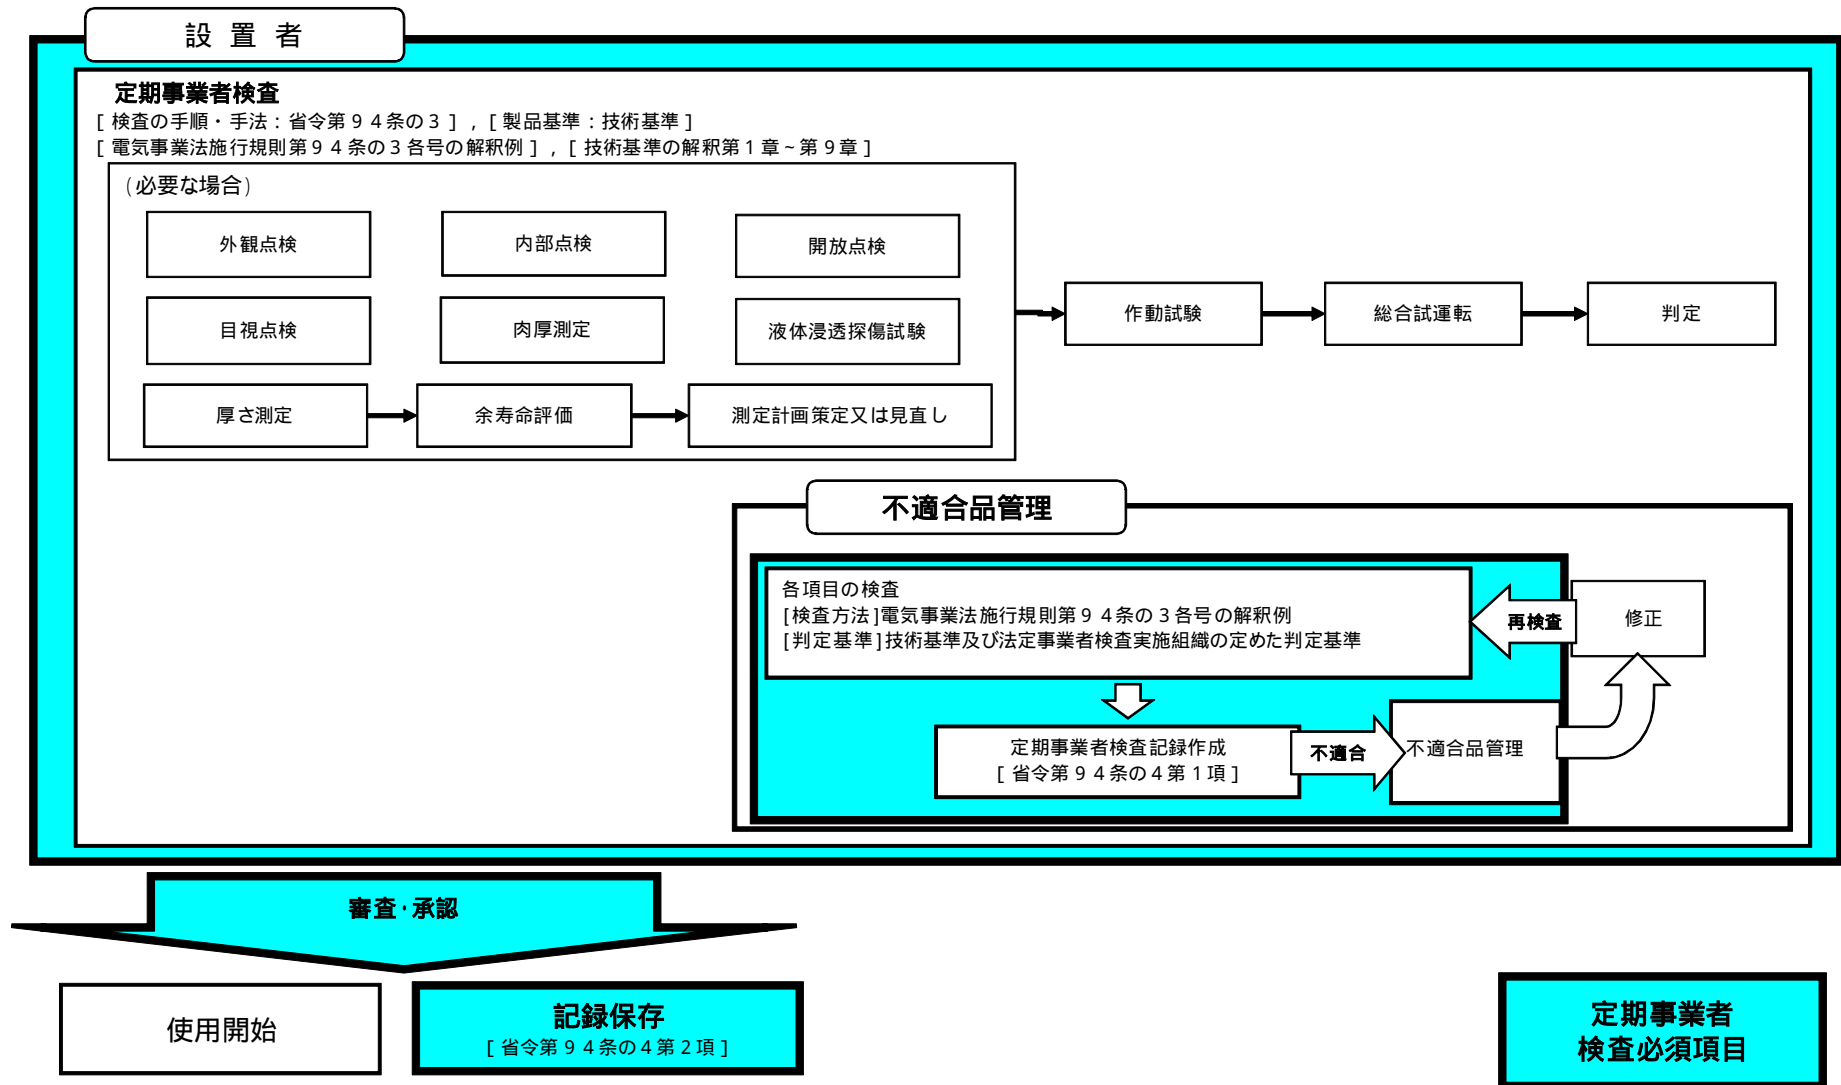 設 置 者
定期事業者検査
[ 検査の手順・手法：省令第９４条の３ ] , [ 製品基準：技術基準 ]
[ 電気事業法施行規則第９４条の３各号の解釈例 ] , [ 技術基準の解釈第１章~第９章 ]
(必要な場合)
外観点検
内部点検
開放点検
目視点検
肉厚測定
液体浸透探傷試験
厚さ測定
余寿命評価
測定計画策定又は見直し
作動試験
総合試運転
判定
不適合品管理
各項目の検査
[検査方法]電気事業法施行規則第９４条の３各号の解釈例
[判定基準]技術基準及び法定事業者検査実施組織の定めた判定基準
再検査
修正
定期事業者検査記録作成
[ 省令第９４条の４第１項 ]
不適合
不適合品管理
審査・承認
使用開始
記録保存
[ 省令第９４条の４第２項 ]
定期事業者
検査必須項目